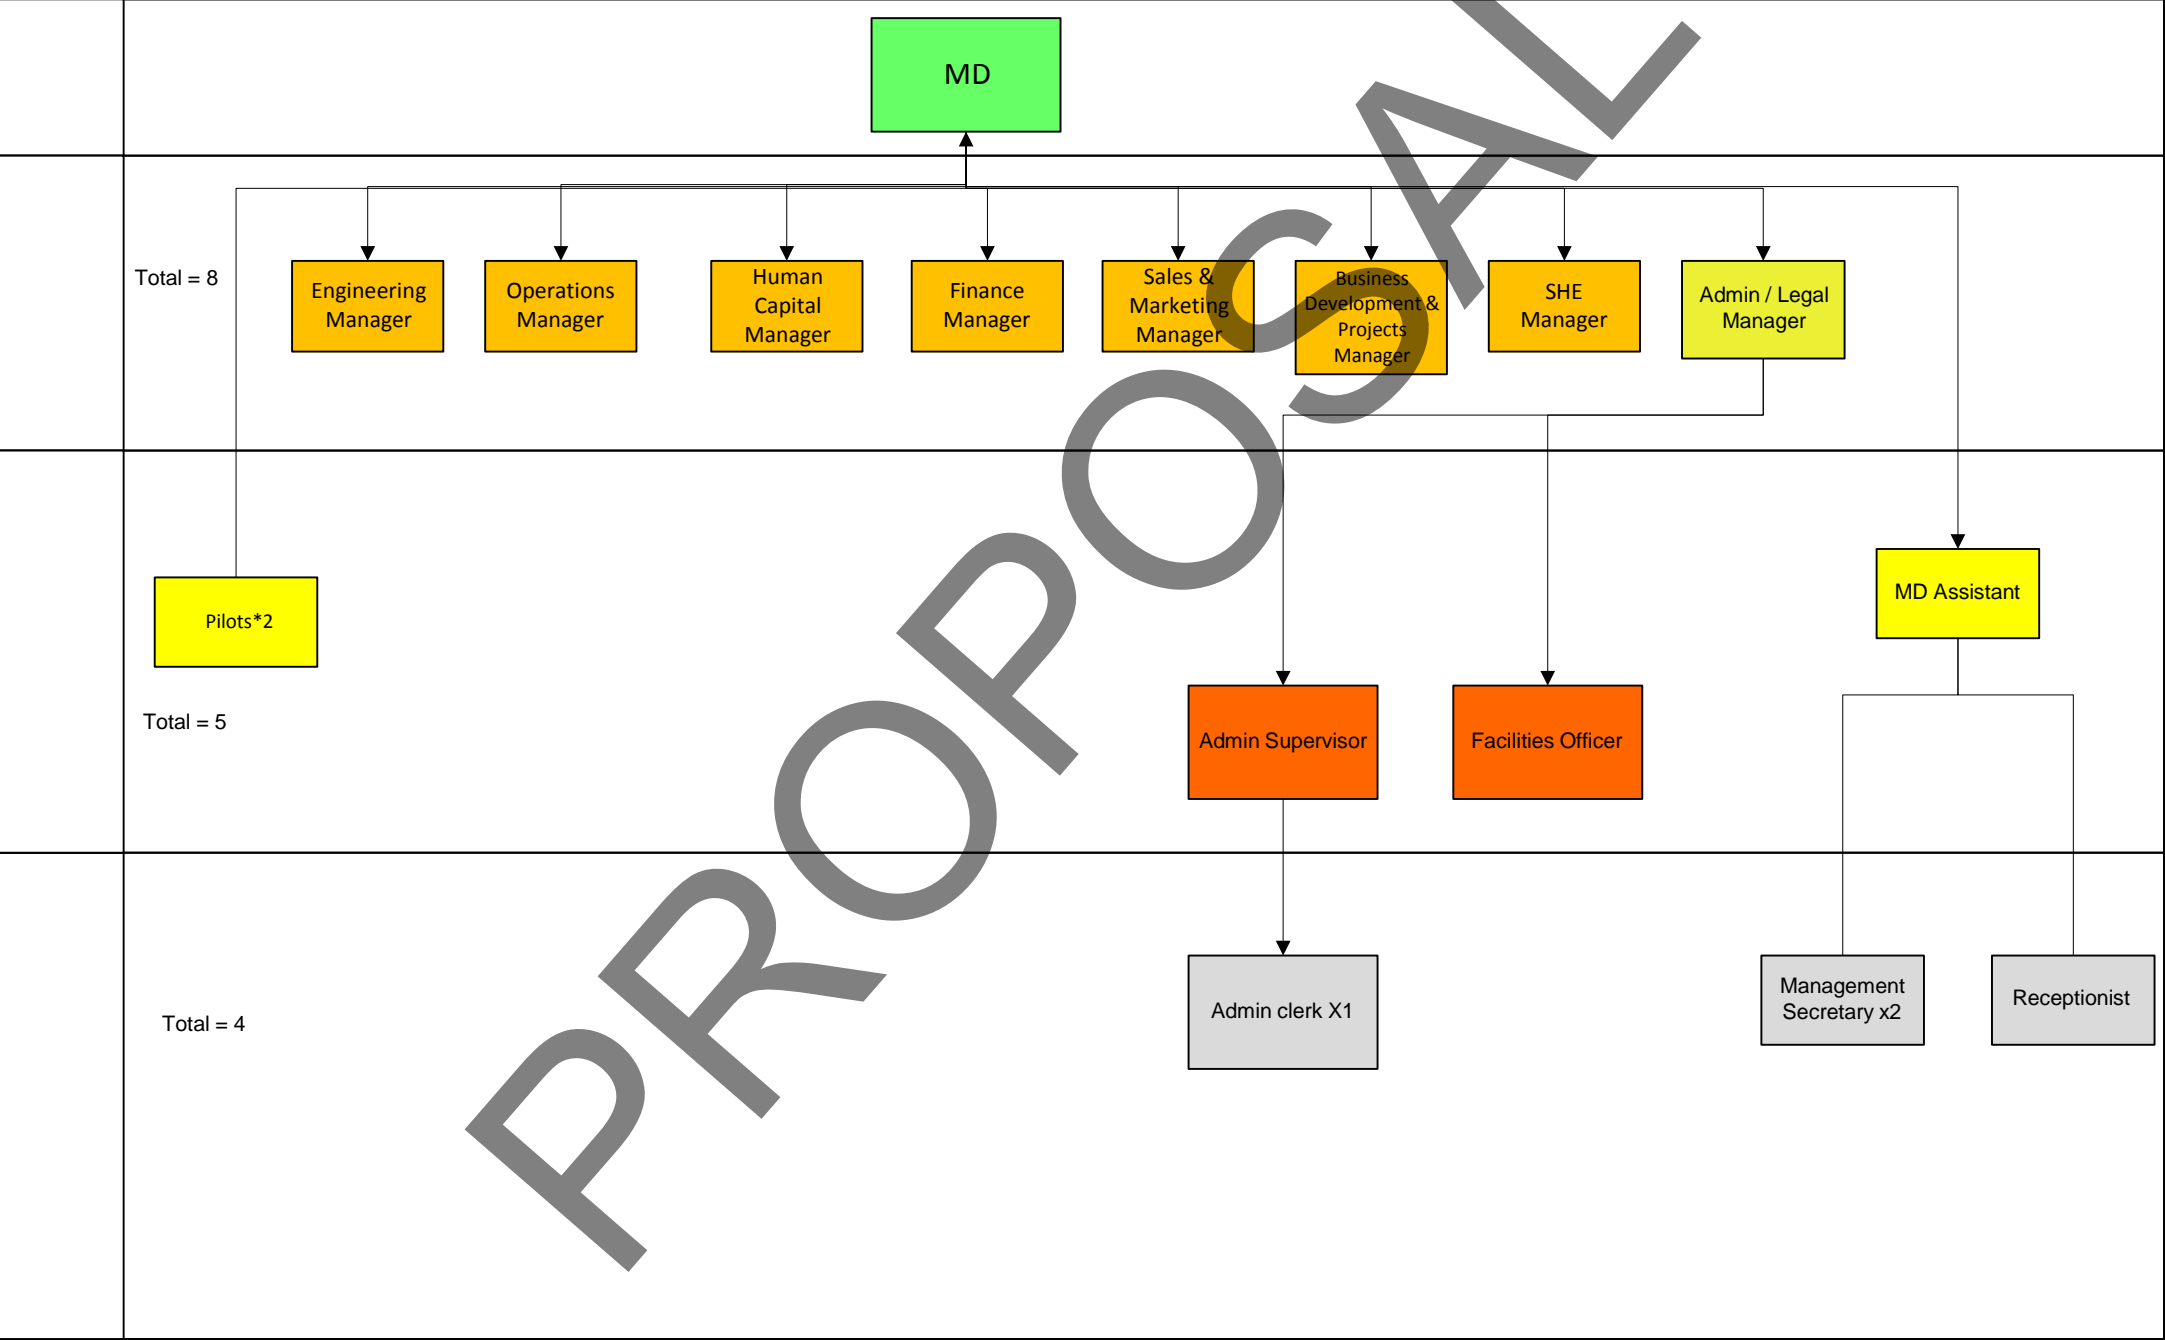 MD
Total = 8
Engineering
Manager
Operations
Manager
Human
Capital
Manager
Finance
Manager
Sales &
Marketing
Manager
Business
Development &
Projects
Manager
SHE
Manager
Admin / Legal
Manager
Pilots*2
MD Assistant
Total = 5
Admin Supervisor
Facilities Officer
Total = 4
Admin clerk X1
Management
Secretary x2
Receptionist
PROPOSAL